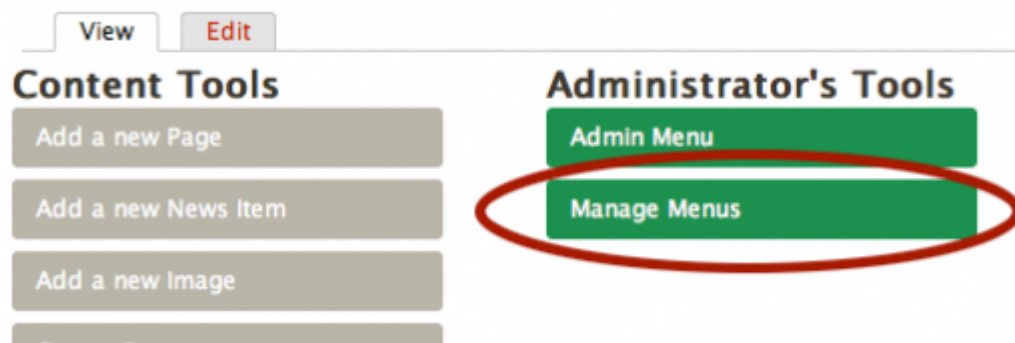 View
Edit
Content Tools
Add a new Page
Add a new News Item
Add a new Image
Administrator's Tools
Admin Menu
Manage Menus